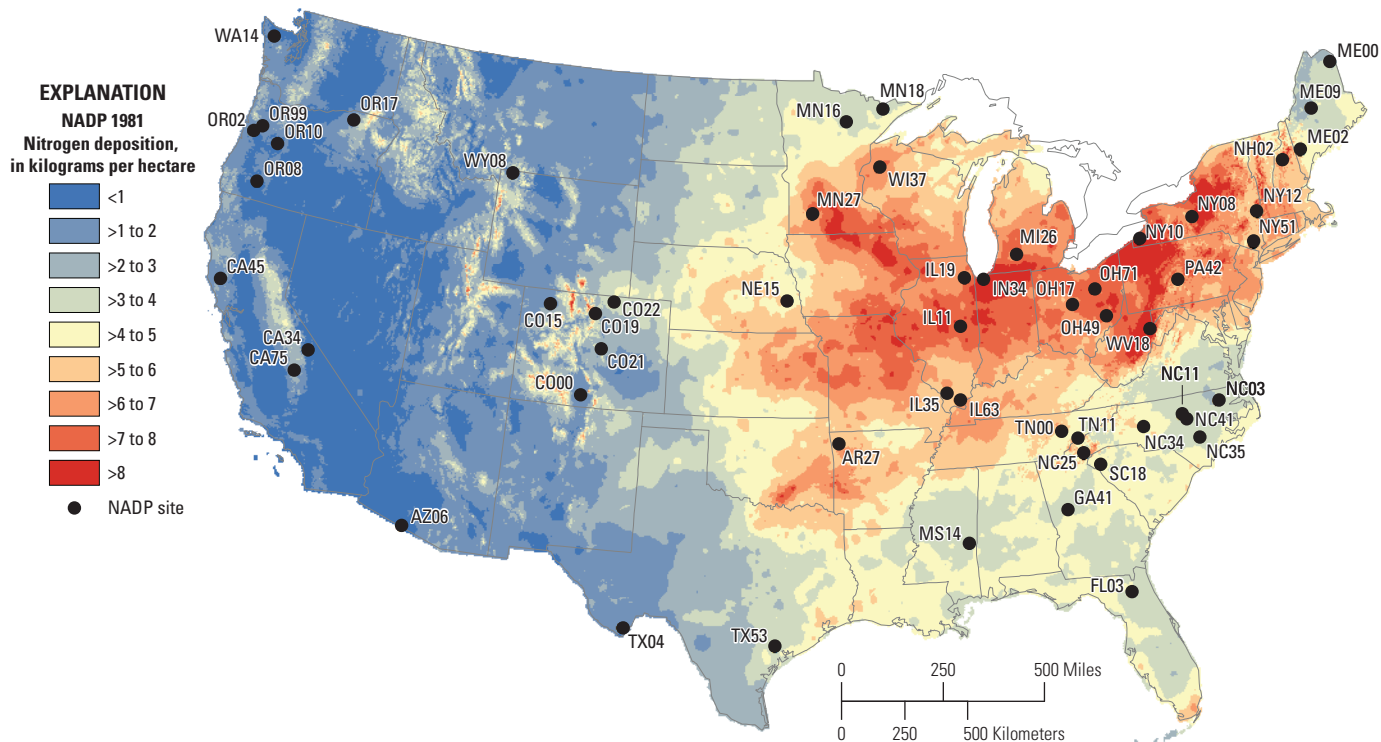 EXPLANATION
NADP 1981
Nitrogen deposition,
in kilograms per hectare
<1
>1 to 2
>2 to 3
>3 to 4
>4 to 5
>5 to 6
>6 to 7
>7 to 8
>8
NADP site
WA14
OR02
OR99
OR10
OR17
OR08
WY08
CA45
CA34
CA75
CO15
CO22
CO19
CO21
CO00
AZ06
TX04
TX53
NE15
MN16
MN18
MN27
WI37
MI26
IL19
IN34
IL11
IL35
IL63
AR27
OH17
OH71
OH49
WV18
PA42
NY10
NY08
NY12
NY51
NH02
ME00
ME09
ME02
NC11
NC03
NC41
NC35
NC34
TN00
TN11
NC25
SC18
GA41
MS14
FL03
0
250
500 Miles
0
250
500 Kilometers